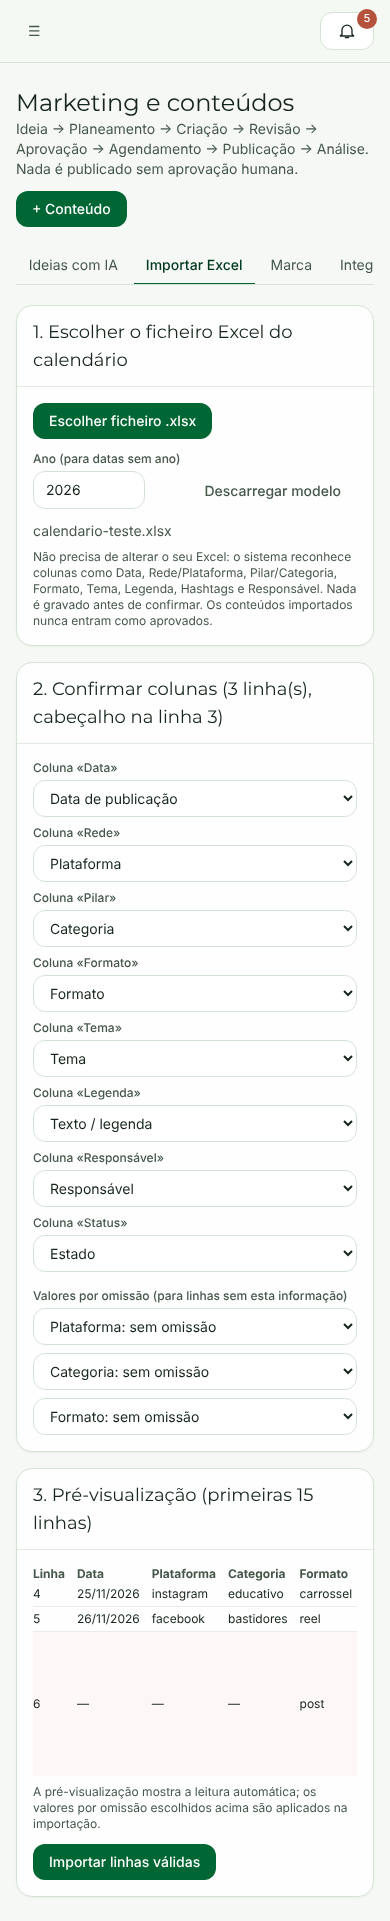 5
Marketing e conteúdos
Ideia → Planeamento → Criação → Revisão →
Aprovação → Agendamento → Publicação → Análise.
Nada é publicado sem aprovação humana.
+ Conteúdo
Ideias com IA Importar Excel Marca Integ
1. Escolher o ficheiro Excel do
calendário
Escolher ficheiro .xlsx
Ano (para datas sem ano)
2026
Descarregar modelo
calendario-teste.xlsx
Não precisa de alterar o seu Excel: o sistema reconhece
colunas como Data, Rede/Plataforma, Pilar/Categoria,
Formato, Tema, Legenda, Hashtags e Responsável. Nada
é gravado antes de confirmar. Os conteúdos importados
nunca entram como aprovados.
2. Confirmar colunas (3 linha(s),
cabeçalho na linha 3)
Coluna «Data»
Data de publicação
Coluna «Rede»
Plataforma
Coluna «Pilar»
Categoria
Coluna «Formato»
Formato
Coluna «Tema»
Tema
Coluna «Legenda»
Texto / legenda
Coluna «Responsável»
Responsável
Coluna «Status»
Estado
Valores por omissão (para linhas sem esta informação)
Plataforma: sem omissão
Categoria: sem omissão
Formato: sem omissão
3. Pré-visualização (primeiras 15
linhas)
Linha Data Plataforma Categoria Formato
4 25/11/2026 instagram educativo carrossel
5 26/11/2026 facebook bastidores reel
6 — — — post
A pré-visualização mostra a leitura automática; os
valores por omissão escolhidos acima são aplicados na
importação.
Importar linhas válidas